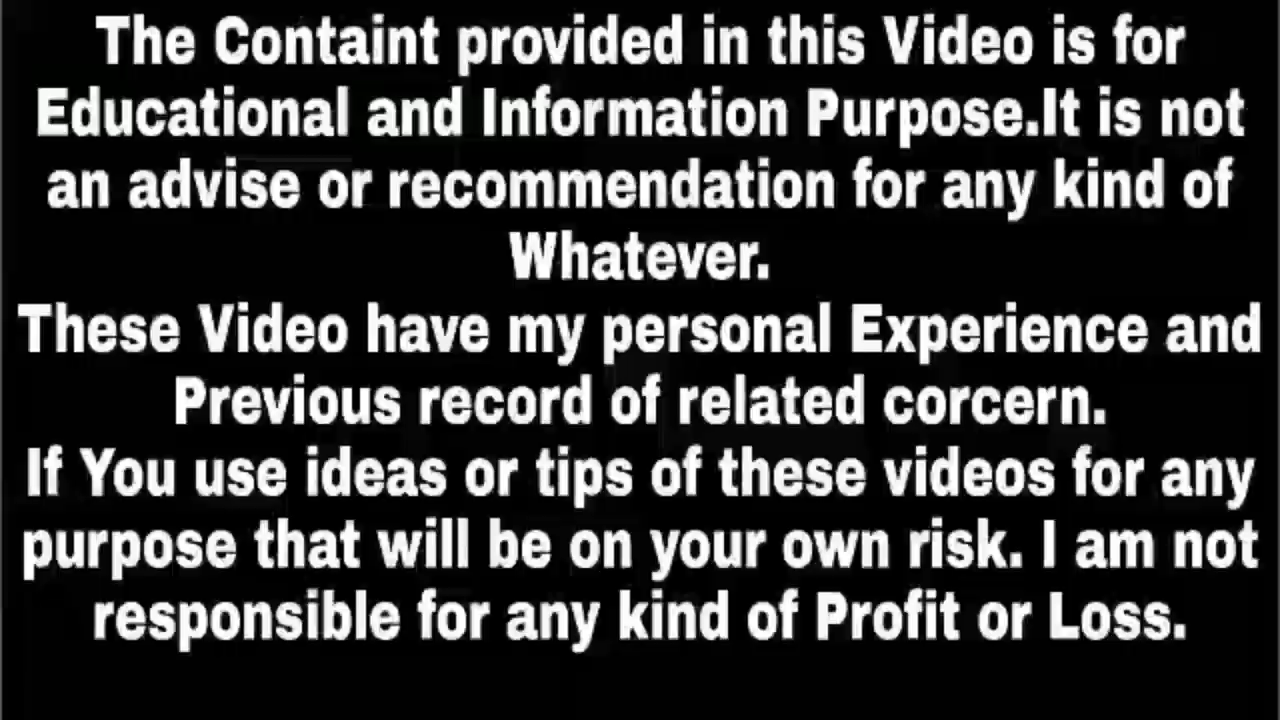 The Containt provided in this Video is for
Educational and Information Purpose.It is not
an advise or recommendation for any kind of
Whatever.
These Video have my personal Experience and
Previous record of related corcern.
If You use ideas or tips of these videos for any
purpose that will be on your own risk. I am not
responsible for any kind of Profit or Loss.